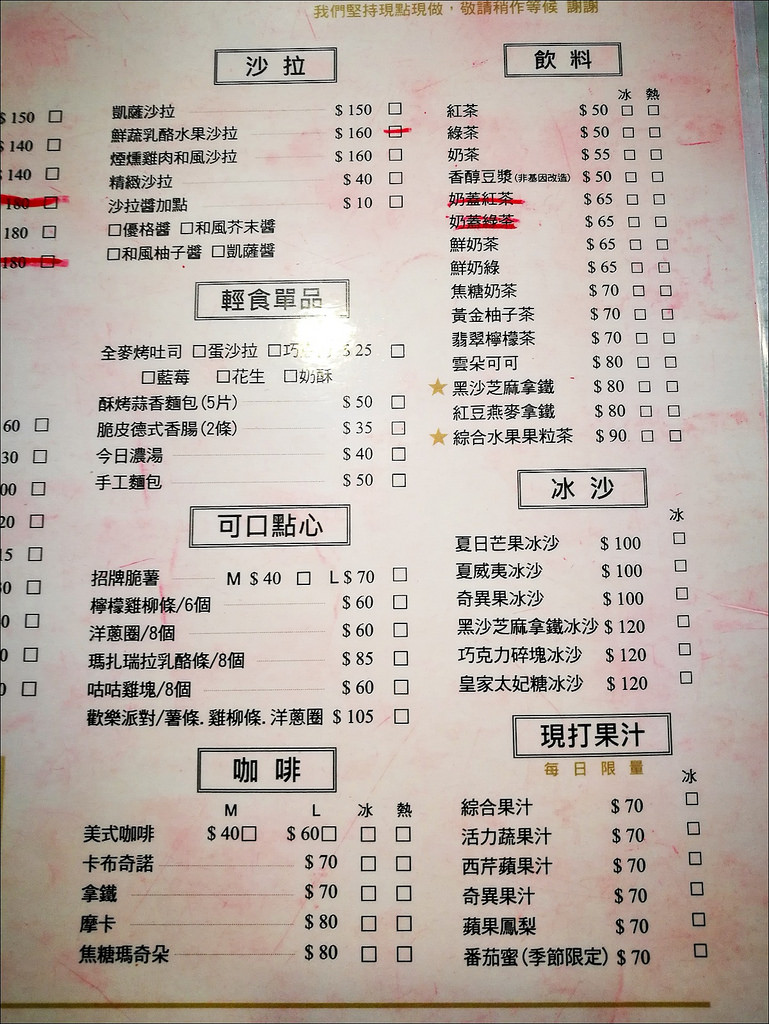 我們堅持現點現做，敬請稍作等候 謝謝
$ 150 □
$ 140 □
$ 140 □
180 □
180 □
180 □
60 □
30 □
00 □
20 □
15 □
30 □
0 □
0 □
0 □
沙 拉
凱薩沙拉 $ 150 □
鮮蔬乳酪水果沙拉 $ 160 □
煙燻雞肉和風沙拉 $ 160 □
精緻沙拉 $ 40 □
沙拉醬加點 $ 10 □
□優格醬 □和風芥末醬
□和風柚子醬 □凱薩醬
輕食單品
全麥烤吐司 □蛋沙拉 □巧 $ 25 □
□藍莓 □花生 □奶酥
酥烤蒜香麵包(5片) $ 50 □
脆皮德式香腸(2條) $ 35 □
今日濃湯 $ 40 □
手工麵包 $ 50 □
可口點心
招牌脆薯 M $ 40 □ L $ 70 □
檸檬雞柳條/6個 $ 60 □
洋蔥圈/8個 $ 60 □
瑪扎瑞拉乳酪條/8個 $ 85 □
咕咕雞塊/8個 $ 60 □
歡樂派對/薯條. 雞柳條. 洋蔥圈 $ 105 □
咖 啡
M L 冰 熱
美式咖啡 $ 40□ $ 60□ □ □
卡布奇諾 $ 70 □ □
拿鐵 $ 70 □ □
摩卡 $ 80 □ □
焦糖瑪奇朵 $ 80 □ □
飲 料
冰 熱
紅茶 $ 50 □ □
綠茶 $ 50 □ □
奶茶 $ 55 □ □
香醇豆漿(非基因改造) $ 50 □ □
奶蓋紅茶 $ 65 □ □
奶蓋綠茶 $ 65 □ □
鮮奶茶 $ 65 □ □
鮮奶綠 $ 65 □ □
焦糖奶茶 $ 70 □ □
黃金柚子茶 $ 70 □ □
翡翠檸檬茶 $ 70 □ □
雲朵可可 $ 80 □ □
★ 黑沙芝麻拿鐵 $ 80 □ □
紅豆燕麥拿鐵 $ 80 □ □
★ 綜合水果果粒茶 $ 90 □ □
冰 沙
冰
夏日芒果冰沙 $ 100 □
夏威夷冰沙 $ 100 □
奇異果冰沙 $ 100 □
黑沙芝麻拿鐵冰沙 $ 120 □
巧克力碎塊冰沙 $ 120 □
皇家太妃糖冰沙 $ 120 □
現打果汁
每 日 限 量
冰
綜合果汁 $ 70 □
活力蔬果汁 $ 70 □
西芹蘋果汁 $ 70 □
奇異果汁 $ 70 □
蘋果鳳梨 $ 70 □
番茄蜜(季節限定) $ 70 □